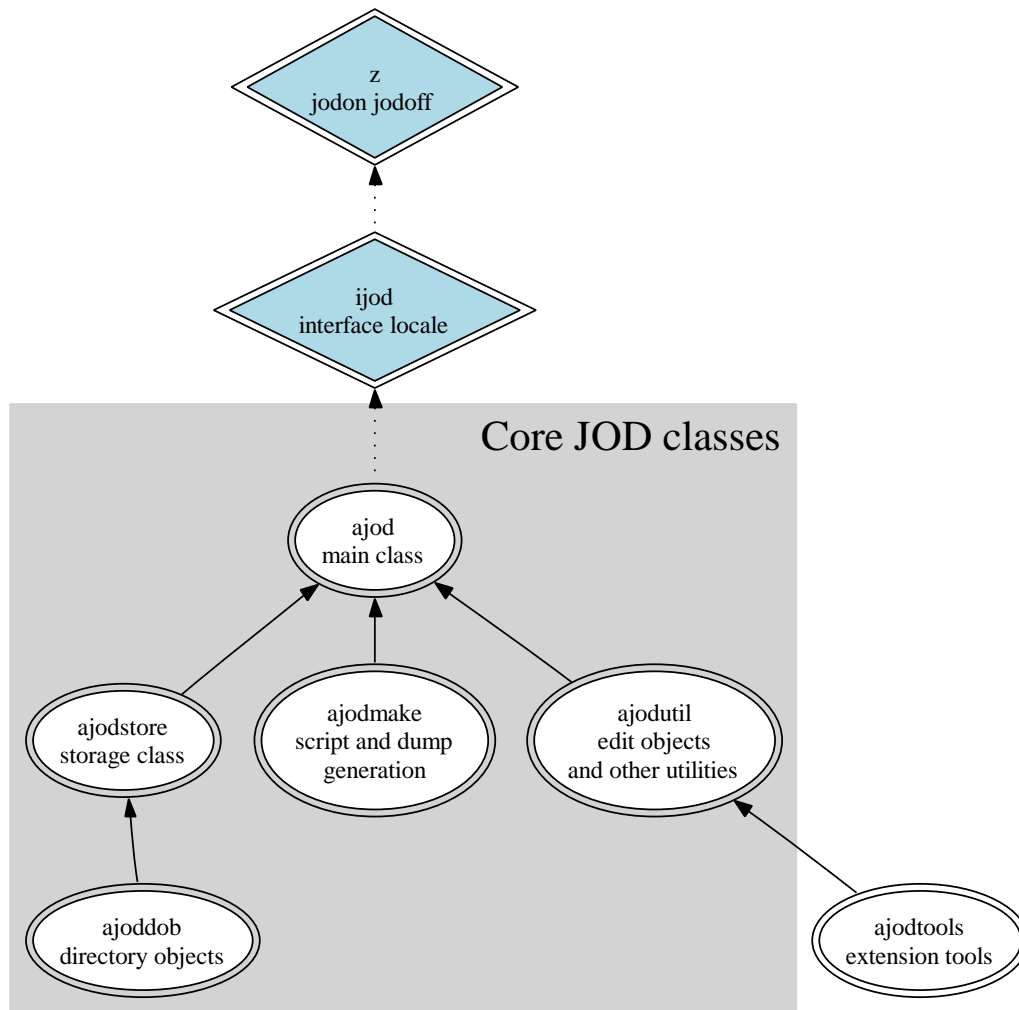 z
jodon jodoff
ijod
interface locale
Core JOD classes
ajod
main class
ajodstore
storage class
ajodmake
script and dump
generation
ajodutil
edit objects
and other utilities
ajoddob
directory objects
ajodtools
extension tools